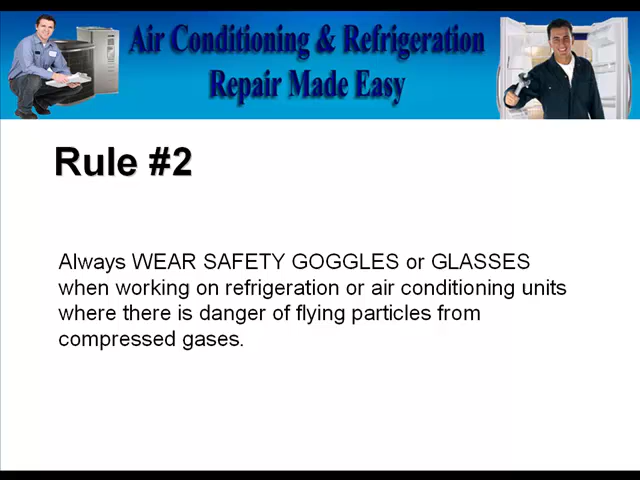 Air Conditioning & Refrigeration
Repair Made Easy
Rule #2
Always WEAR SAFETY GOGGLES or GLASSES
when working on refrigeration or air conditioning units
where there is danger of flying particles from
compressed gases.